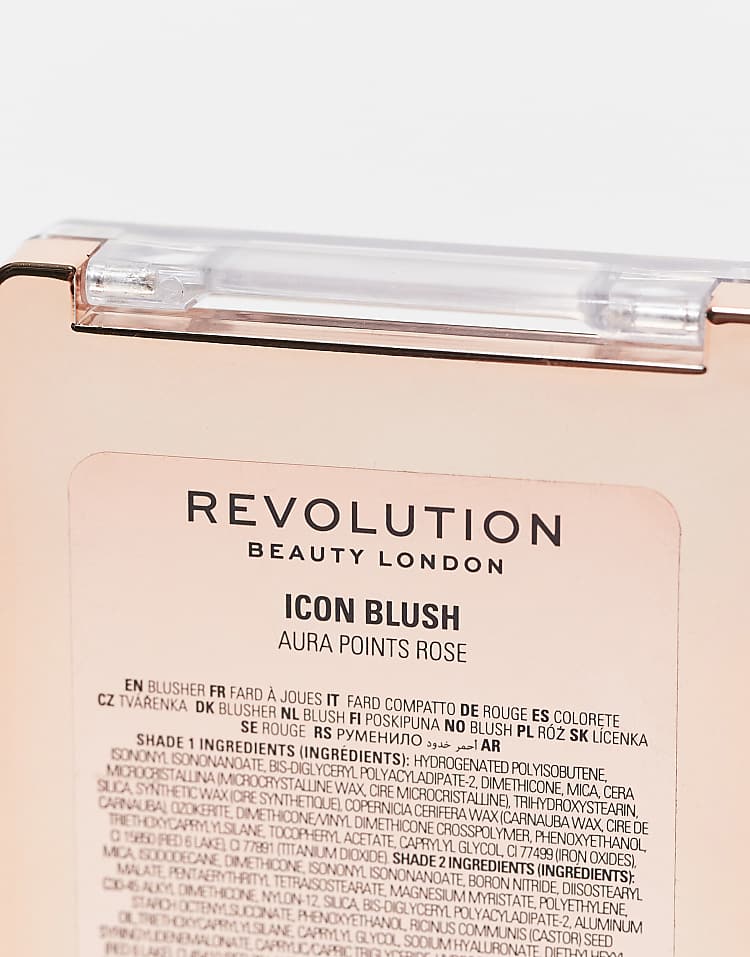 REVOLUTION
BEAUTY LONDON
ICON BLUSH
AURA POINTS ROSE
EN BLUSHER FR FARD À JOUES IT FARD COMPATTO DE ROUGE ES COLORETE
CZ TVÁŘENKA DK BLUSHER NL BLUSH FI POSKIPUNA NO BLUSH PL RÓŻ SK LÍCENKA
SE ROUGE RS РУМЕНИЛО أحمر خدود AR
SHADE 1 INGREDIENTS (INGRÉDIENTS): HYDROGENATED POLYISOBUTENE,
ISONONYL ISONONANOATE, BIS-DIGLYCERYL POLYACYLADIPATE-2, DIMETHICONE, MICA, CERA
MICROCRISTALLINA (MICROCRYSTALLINE WAX, CIRE MICROCRISTALLINE), TRIHYDROXYSTEARIN,
SILICA, SYNTHETIC WAX (CIRE SYNTHETIQUE), COPERNICIA CERIFERA WAX (CARNAUBA WAX, CIRE DE
CARNAUBA), OZOKERITE, DIMETHICONE/VINYL DIMETHICONE CROSSPOLYMER, PHENOXYETHANOL,
TRIETHOXYCAPRYLYLSILANE, TOCOPHERYL ACETATE, CAPRYLYL GLYCOL, CI 77499 (IRON OXIDES),
CI 15850 (RED 6 LAKE), CI 77891 (TITANIUM DIOXIDE). SHADE 2 INGREDIENTS (INGREDIENTS):
MICA, ISODODECANE, DIMETHICONE, ISONONYL ISONONANOATE, BORON NITRIDE, DIISOSTEARYL
MALATE, PENTAERYTHRITYL TETRAISOSTEARATE, MAGNESIUM MYRISTATE, POLYETHYLENE,
C30-45 ALKYL DIMETHICONE, NYLON-12, SILICA, BIS-DIGLYCERYL POLYACYLADIPATE-2, ALUMINUM
STARCH OCTENYLSUCCINATE, PHENOXYETHANOL, RICINUS COMMUNIS (CASTOR) SEED
OIL, TRIETHOXYCAPRYLYLSILANE, CAPRYLYL GLYCOL, SODIUM HYALURONATE, DIETHYLHEXYL
SYRINGYLIDENEMALONATE, CAPRYLIC/CAPRIC TRIGLYCERIDE